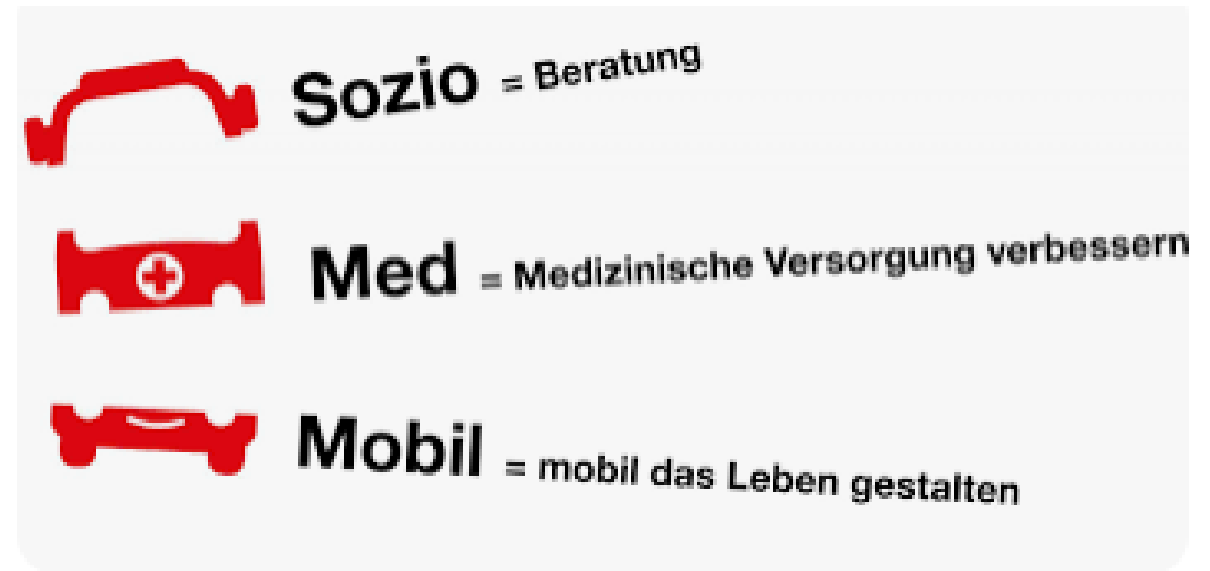 Sozio = Beratung
Med = Medizinische Versorgung verbessern
Mobil = mobil das Leben gestalten